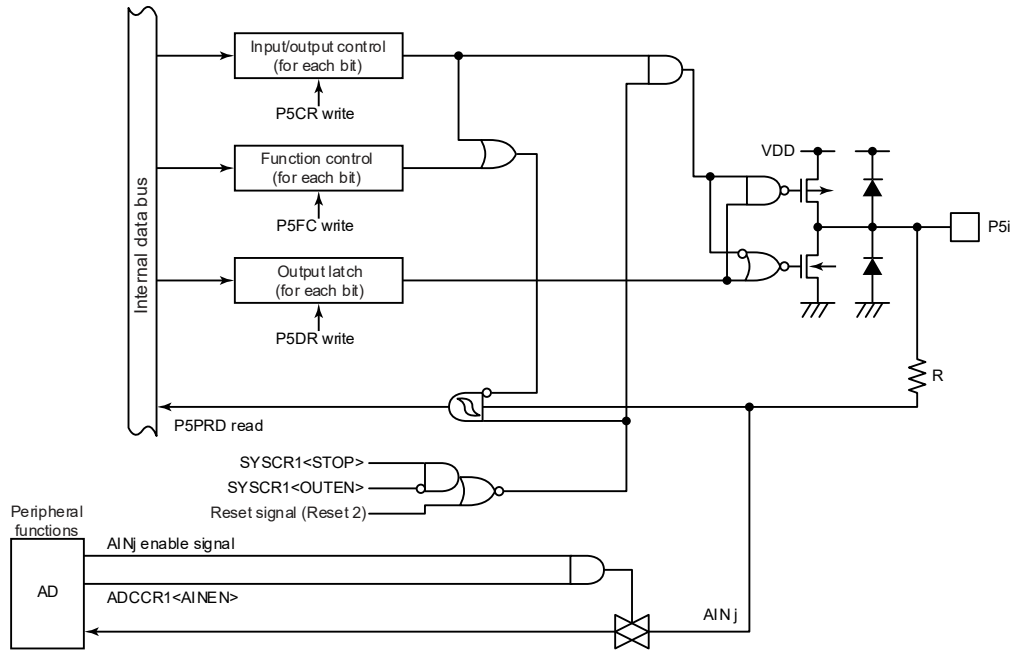 Internal data bus
Input/output control
(for each bit)
P5CR write
Function control
(for each bit)
P5FC write
Output latch
(for each bit)
P5DR write
VDD
P5i
R
P5PRD read
SYSCR1<STOP>
SYSCR1<OUTEN>
Reset signal (Reset 2)
Peripheral
functions
AD
AINj enable signal
ADCCR1<AINEN>
AIN j